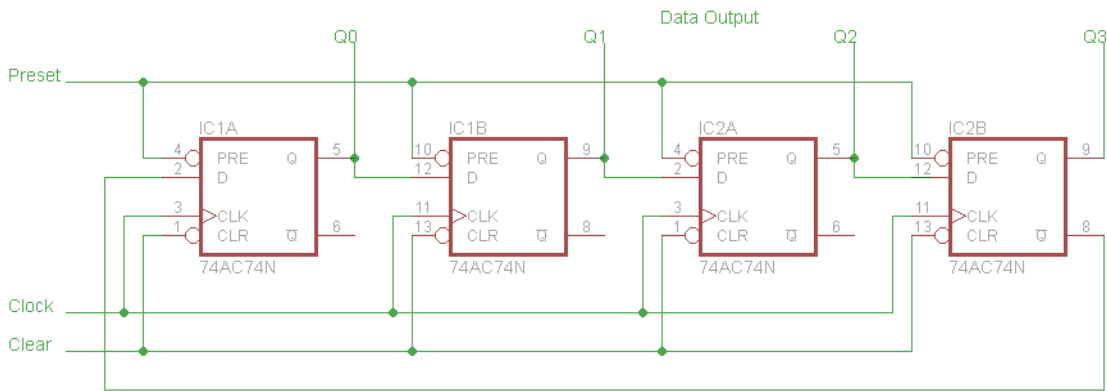 Data Output
Q0 Q1 Q2 Q3
Preset
IC1A IC1B IC2A IC2B
4 PRE Q 5 10 PRE Q 9 4 PRE Q 5 10 PRE Q 9
2 D 12 D 2 D 12 D
3 CLK 11 CLK 3 CLK 11 CLK
1 CLR Q̅ 6 13 CLR Q̅ 8 1 CLR Q̅ 6 13 CLR Q̅ 8
74AC74N 74AC74N 74AC74N 74AC74N
Clock
Clear